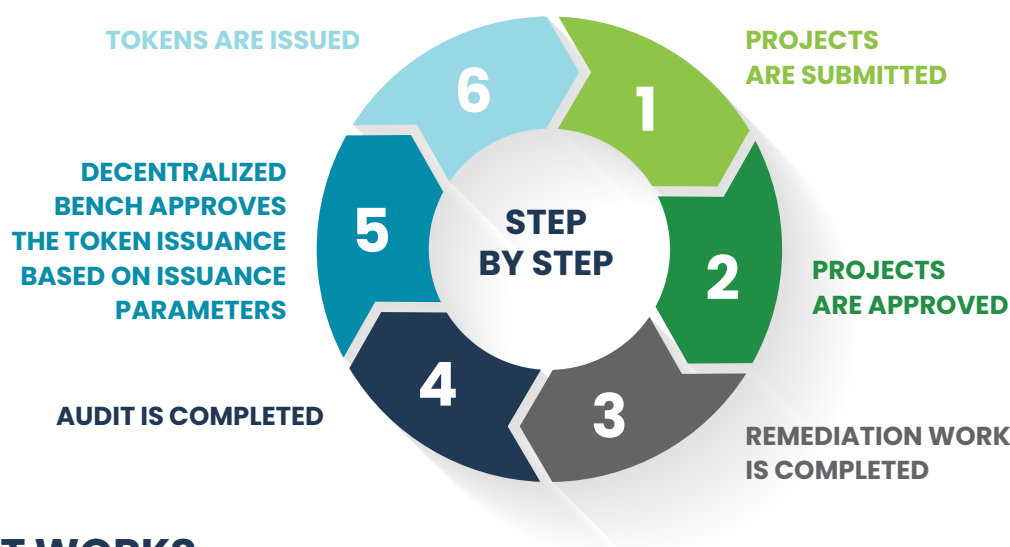 TOKENS ARE ISSUED
6
1
PROJECTS
ARE SUBMITTED
DECENTRALIZED
BENCH APPROVES
THE TOKEN ISSUANCE
BASED ON ISSUANCE
PARAMETERS
5
STEP
BY STEP
2
PROJECTS
ARE APPROVED
4
AUDIT IS COMPLETED
3
REMEDIATION WORK
IS COMPLETED
T WORKS